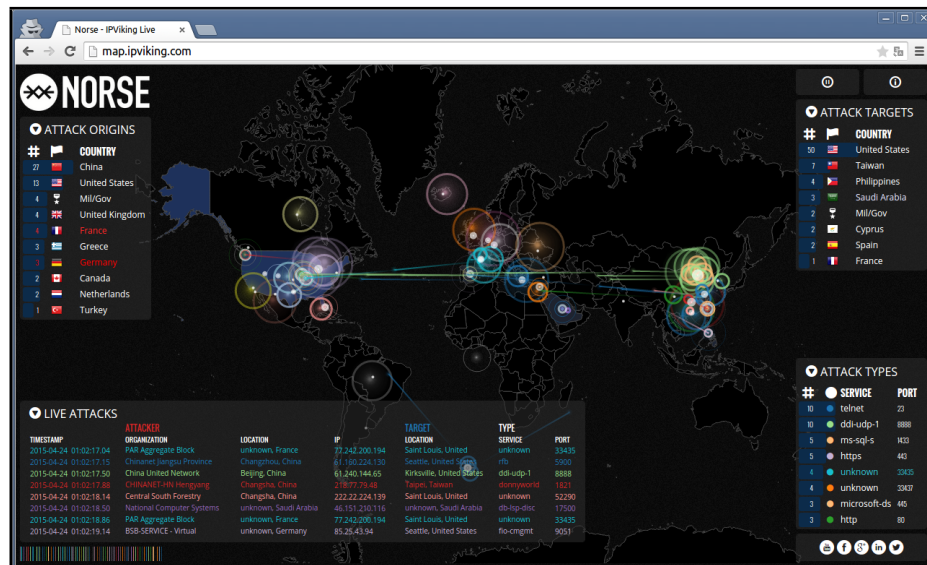 Norse - IPViking Live
map.ipviking.com
NORSE
ATTACK ORIGINS
# COUNTRY
27 China
13 United States
4 Mil/Gov
4 United Kingdom
4 France
3 Greece
3 Germany
2 Canada
2 Netherlands
1 Turkey
ATTACK TARGETS
# COUNTRY
50 United States
7 Taiwan
4 Philippines
3 Saudi Arabia
2 Mil/Gov
2 Cyprus
2 Spain
1 France
LIVE ATTACKS
ATTACKER TARGET TYPE
TIMESTAMP ORGANIZATION LOCATION IP LOCATION SERVICE PORT
2015-04-24 01:02:17.04 PAR Aggregate Block unknown, France 77.242.200.194 Saint Louis, United 33435
2015-04-24 01:02:17.15 Chinanet Jiangsu Province Changzhou, China 61.160.224.130 Seattle, United States rfb 5900
2015-04-24 01:02:17.50 China United Network Beijing, China 61.240.144.65 Kirksville, United States ddi-udp-1 8888
2015-04-24 01:02:17.88 CHINANET-HN Hengyang Changsha, China 218.77.79.48 Taipei, Taiwan donnyworld 1821
2015-04-24 01:02:18.14 Central South Forestry Changsha, China 222.22.224.139 Saint Louis, United unknown 52290
2015-04-24 01:02:18.50 National Computer Systems unknown, Saudi Arabia 46.151.210.116 unknown, Saudi Arabia db-lsp-disc 17500
2015-04-24 01:02:18.86 PAR Aggregate Block unknown, France 77.242.200.194 Saint Louis, United unknown 33435
2015-04-24 01:02:19.14 BSB-SERVICE - Virtual unknown, Germany 85.25.43.94 Seattle, United States flo-cmgmt 9051
ATTACK TYPES
# SERVICE PORT
10 telnet 23
10 ddi-udp-1 8888
5 ms-sql-s 1433
5 https 443
4 unknown 33435
4 unknown 33437
3 microsoft-ds 445
3 http 80